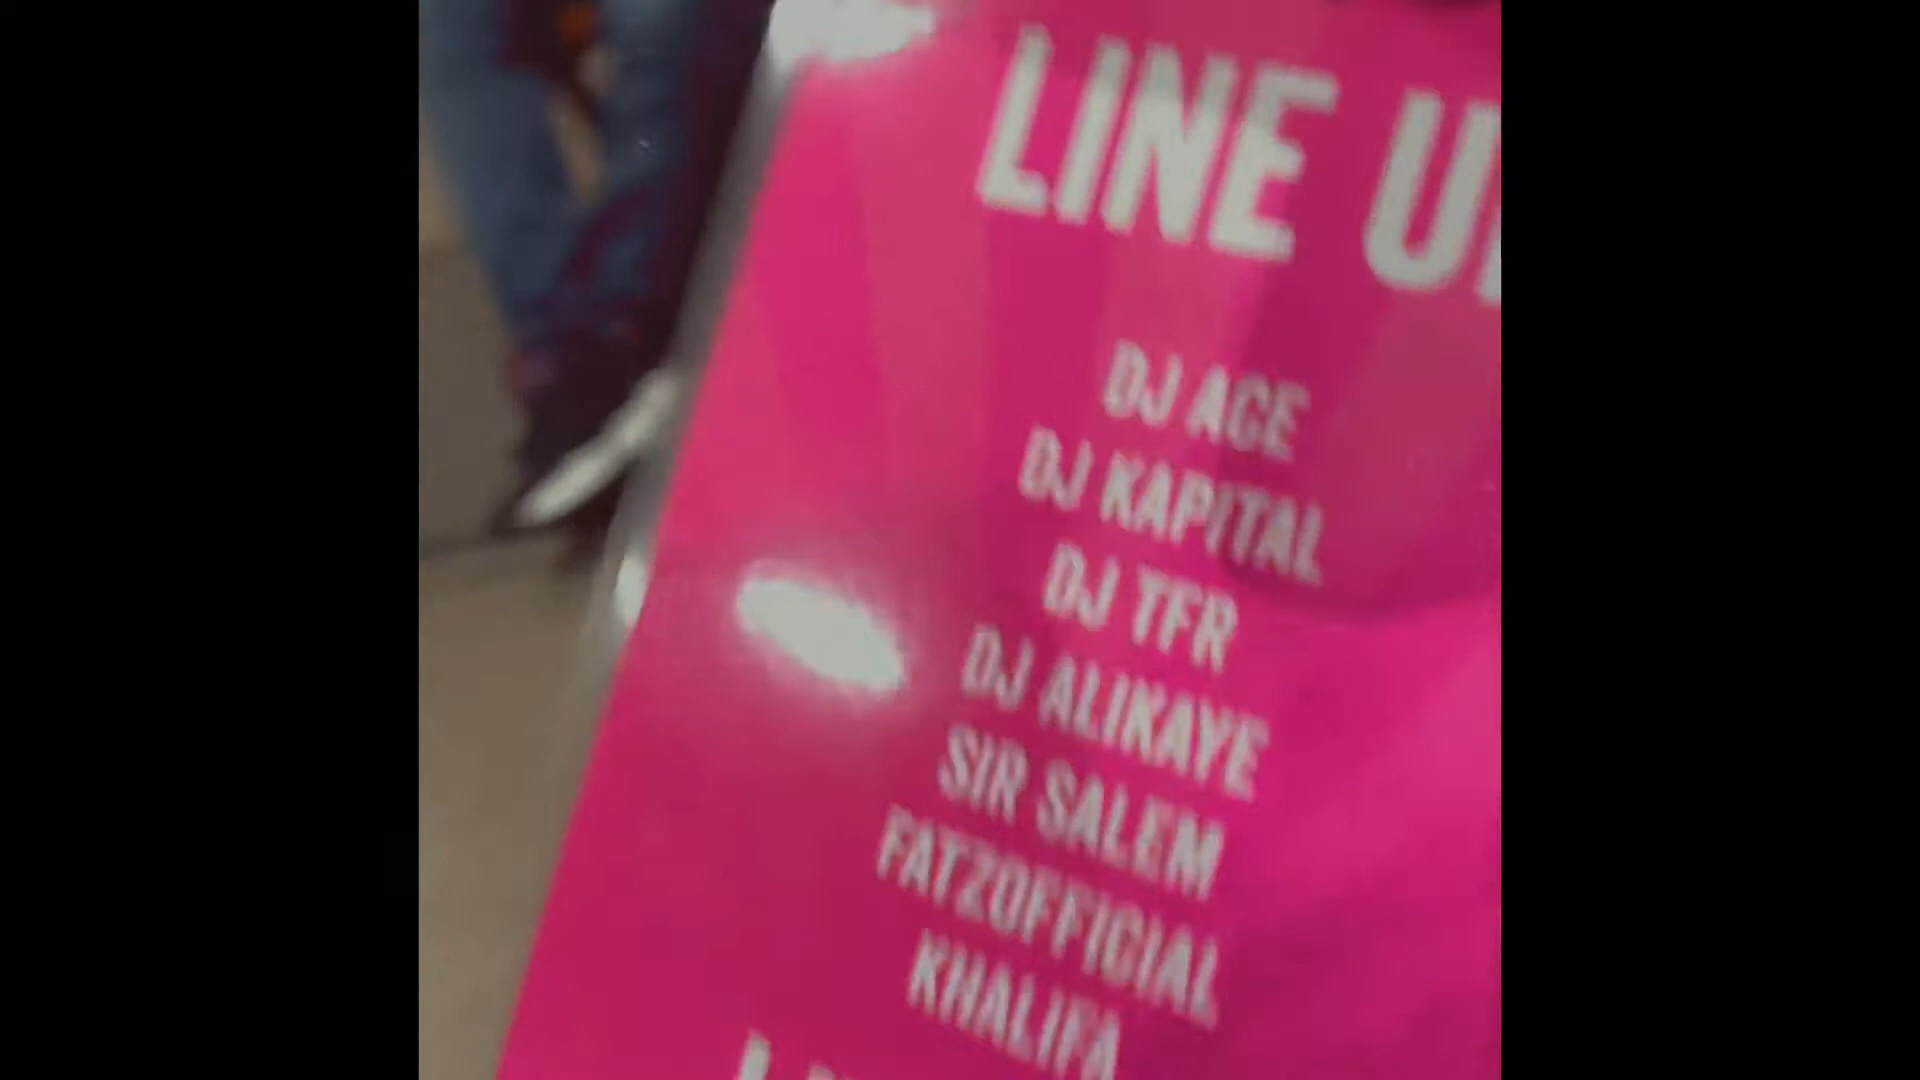 LINE U
DJ ACE
DJ KAPITAL
DJ TFR
DJ ALIKAYE
SIR SALEM
FATZOFFICIAL
KHALIFA